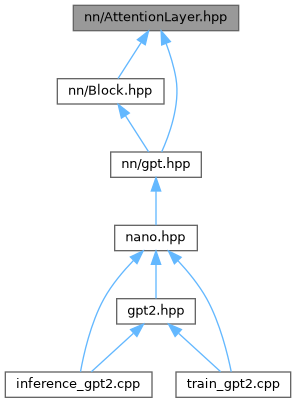 nn/AttentionLayer.hpp
nn/Block.hpp
nn/gpt.hpp
nano.hpp
gpt2.hpp
inference_gpt2.cpp
train_gpt2.cpp